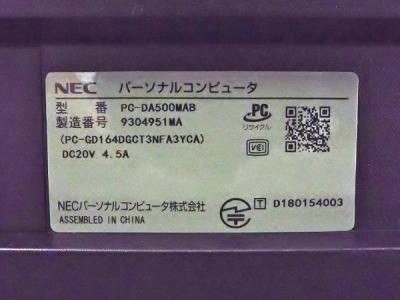 NEC パーソナルコンピュータ
型 番 PC-DA500MAB
製造番号 9304951MA
(PC-GD164DGCT3NFA3YCA)
DC20V 4.5A
PC
リサイクル
VCCI
NECパーソナルコンピュータ株式会社
ASSEMBLED IN CHINA
T D180154003